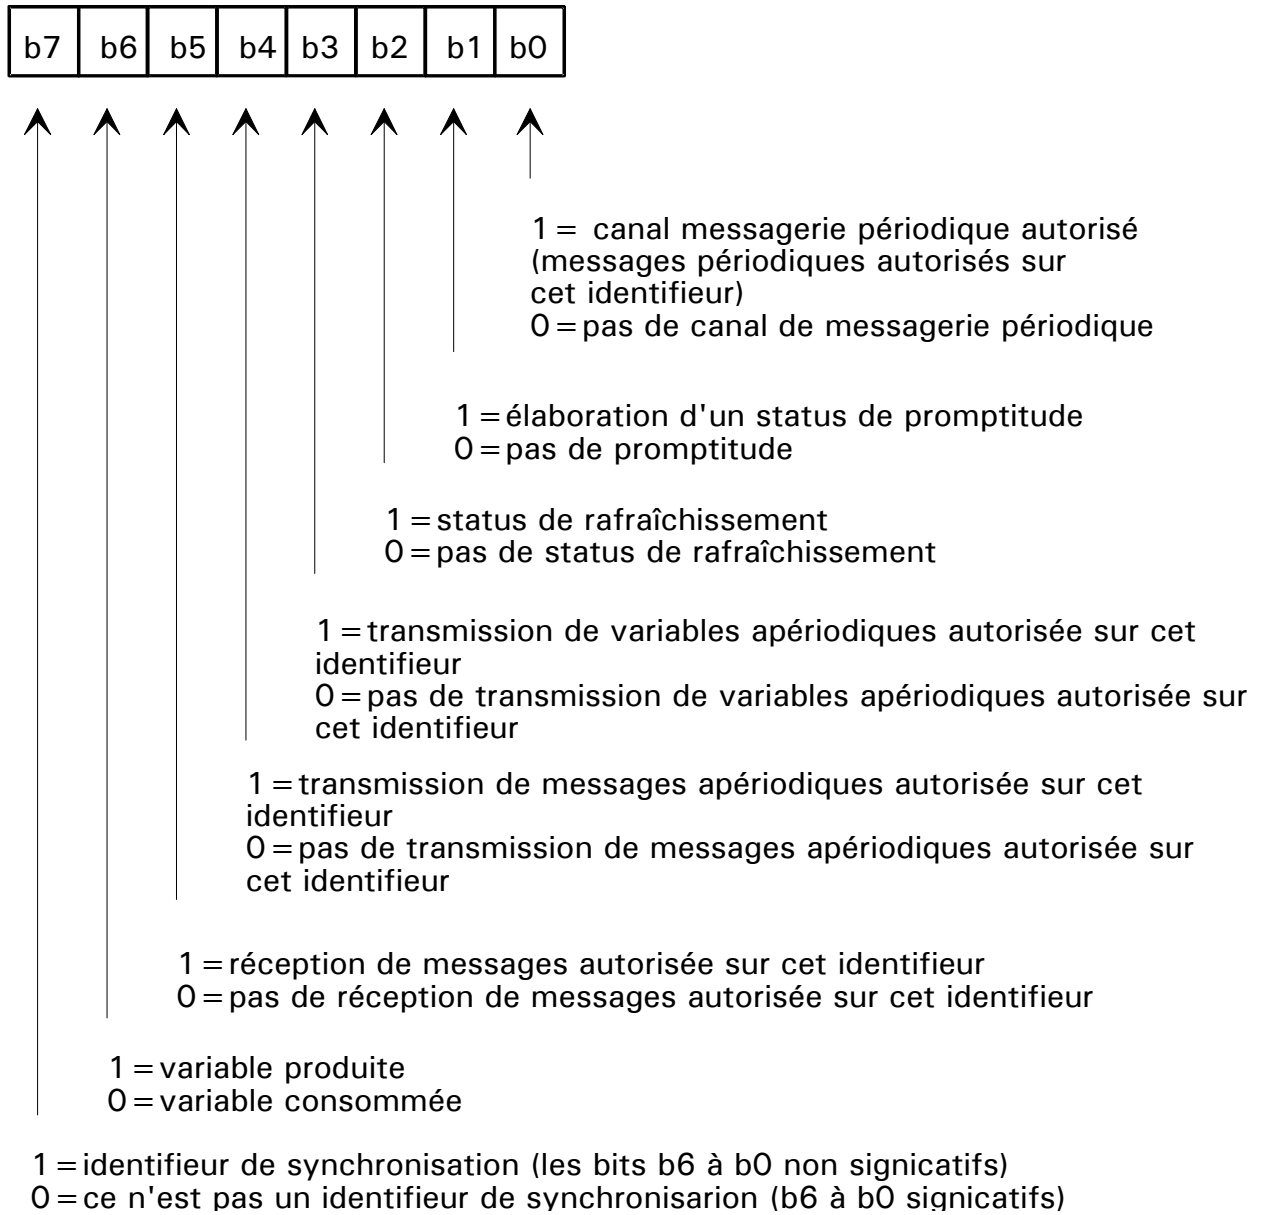 b7 b6 b5 b4 b3 b2 b1 b0
1 = canal messagerie périodique autorisé
(messages périodiques autorisés sur
cet identifieur)
0 = pas de canal de messagerie périodique
1 = élaboration d'un status de promptitude
0 = pas de promptitude
1 = status de rafraîchissement
0 = pas de status de rafraîchissement
1 = transmission de variables apériodiques autorisée sur cet
identifieur
0 = pas de transmission de variables apériodiques autorisée sur
cet identifieur
1 = transmission de messages apériodiques autorisée sur cet
identifieur
0 = pas de transmission de messages apériodiques autorisée sur
cet identifieur
1 = réception de messages autorisée sur cet identifieur
0 = pas de réception de messages autorisée sur cet identifieur
1 = variable produite
0 = variable consommée
1 = identifieur de synchronisation (les bits b6 à b0 non signicatifs)
0 = ce n'est pas un identifieur de synchronisarion (b6 à b0 signicatifs)